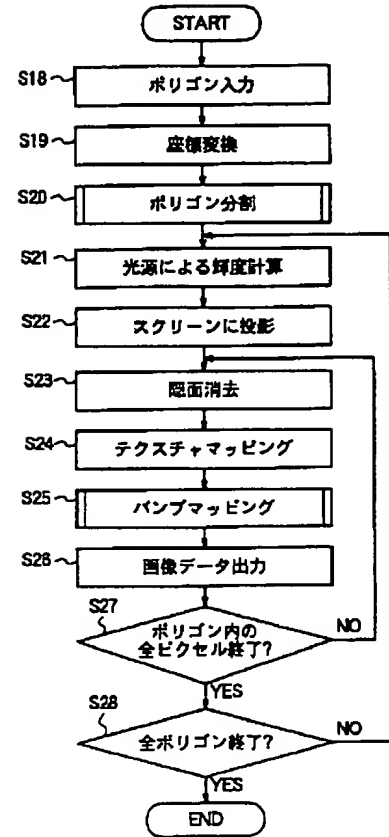 START
S18
ポリゴン入力
S19
座標変換
S20
ポリゴン分割
S21
光源による輝度計算
S22
スクリーンに投影
S23
隠面消去
S24
テクスチャマッピング
S25
バンプマッピング
S26
画像データ出力
S27
ポリゴン内の
全ピクセル終了?
NO
YES
S28
全ポリゴン終了?
NO
YES
END